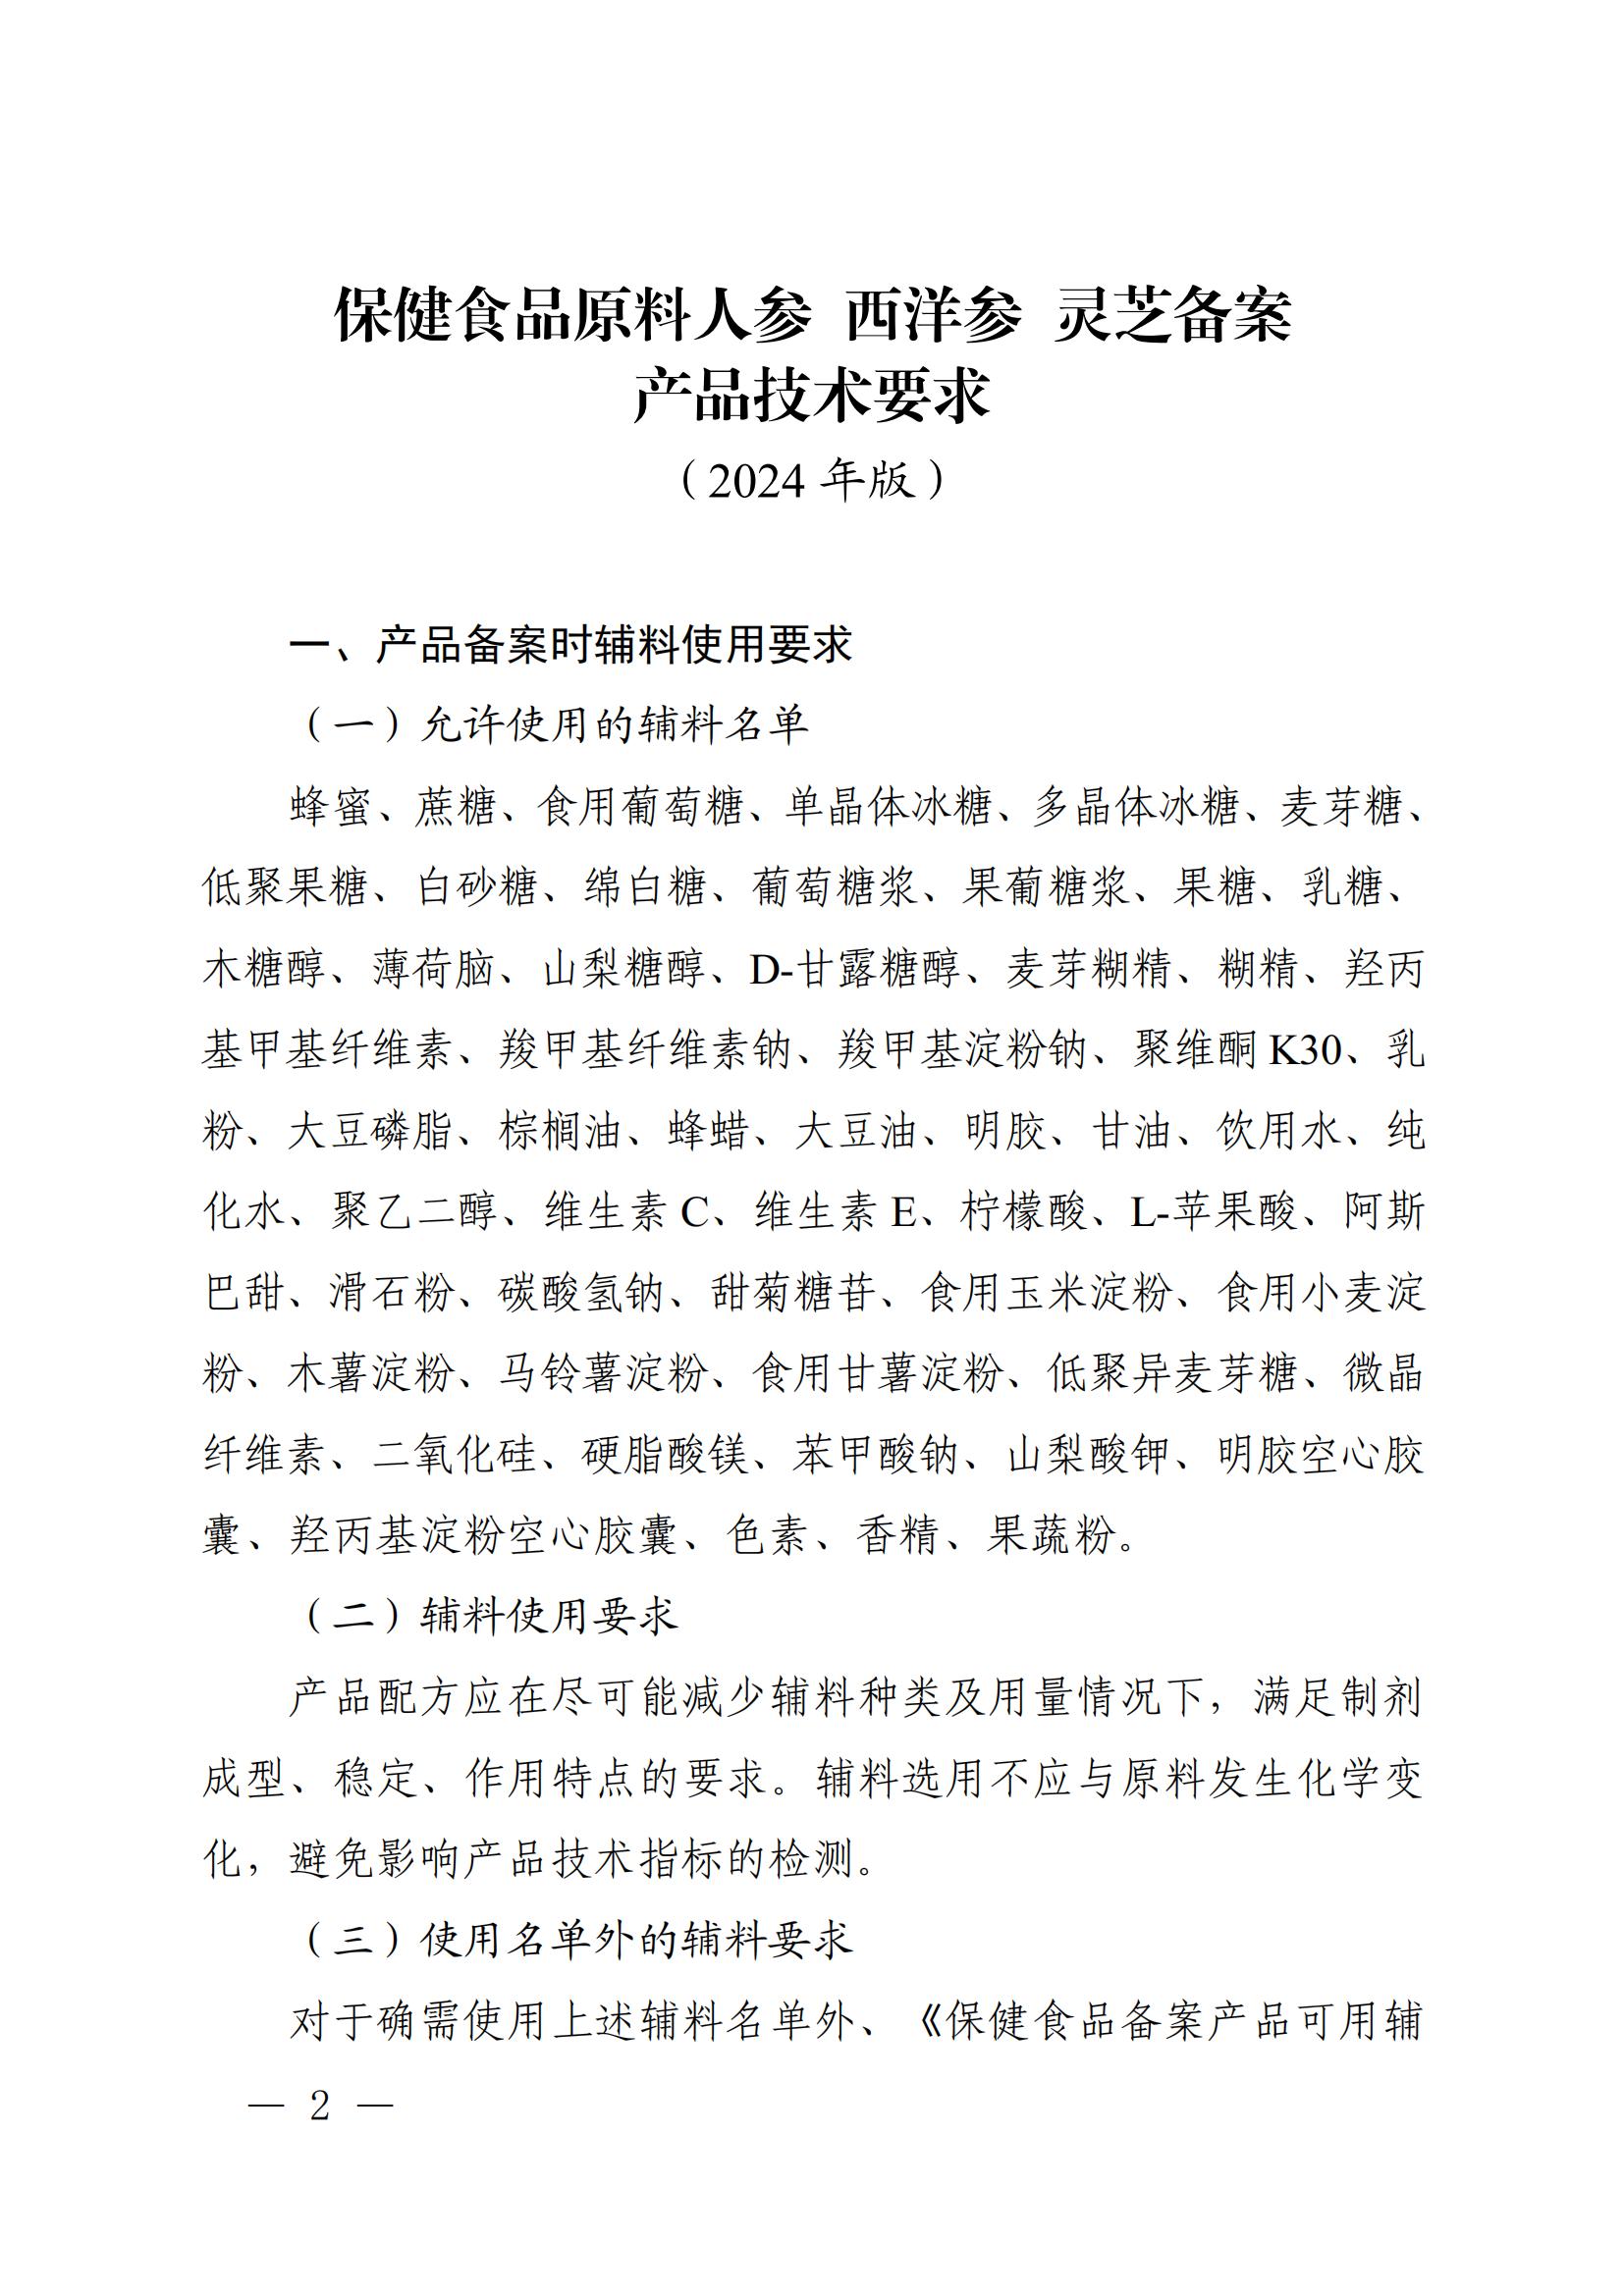 保健食品原料人参 西洋参 灵芝备案
产品技术要求
（2024 年版）
一、产品备案时辅料使用要求
（一）允许使用的辅料名单
蜂蜜、蔗糖、食用葡萄糖、单晶体冰糖、多晶体冰糖、麦芽糖、
低聚果糖、白砂糖、绵白糖、葡萄糖浆、果葡糖浆、果糖、乳糖、
木糖醇、薄荷脑、山梨糖醇、D-甘露糖醇、麦芽糊精、糊精、羟丙
基甲基纤维素、羧甲基纤维素钠、羧甲基淀粉钠、聚维酮 K30、乳
粉、大豆磷脂、棕榈油、蜂蜡、大豆油、明胶、甘油、饮用水、纯
化水、聚乙二醇、维生素 C、维生素 E、柠檬酸、L-苹果酸、阿斯
巴甜、滑石粉、碳酸氢钠、甜菊糖苷、食用玉米淀粉、食用小麦淀
粉、木薯淀粉、马铃薯淀粉、食用甘薯淀粉、低聚异麦芽糖、微晶
纤维素、二氧化硅、硬脂酸镁、苯甲酸钠、山梨酸钾、明胶空心胶
囊、羟丙基淀粉空心胶囊、色素、香精、果蔬粉。
（二）辅料使用要求
产品配方应在尽可能减少辅料种类及用量情况下，满足制剂
成型、稳定、作用特点的要求。辅料选用不应与原料发生化学变
化，避免影响产品技术指标的检测。
（三）使用名单外的辅料要求
对于确需使用上述辅料名单外、《保健食品备案产品可用辅
— 2 —